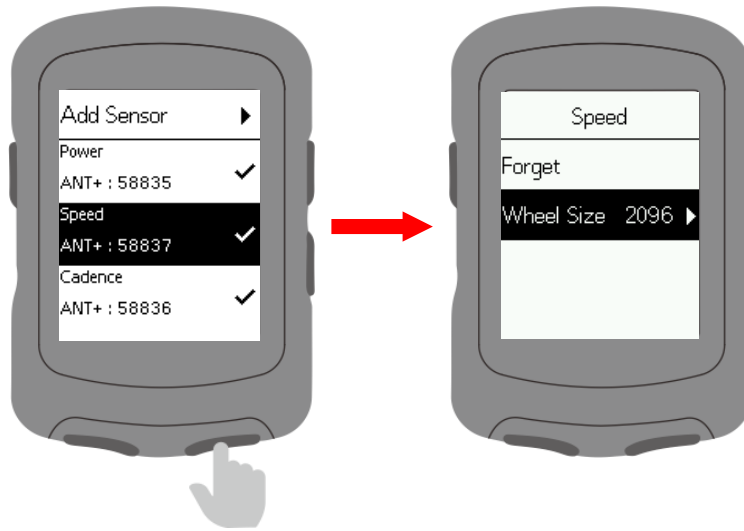 Add Sensor
Power
ANT+ : 58835
Speed
ANT+ : 58837
Cadence
ANT+ : 58836
Speed
Forget
Wheel Size 2096